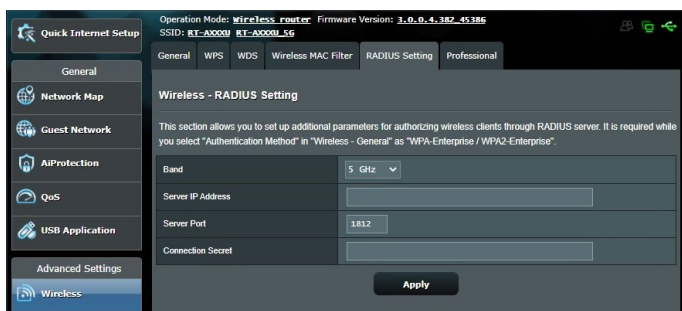 Quick Internet Setup
General
Network Map
Guest Network
AiProtection
QoS
USB Application
Advanced Settings
Wireless
Operation Mode: Wireless router Firmware Version: 3.0.0.4.382_45386
SSID: RT-AXXXU RT-AXXXU_5G
General WPS WDS Wireless MAC Filter RADIUS Setting Professional
Wireless - RADIUS Setting
This section allows you to set up additional parameters for authorizing wireless clients through RADIUS server. It is required while
you select "Authentication Method" in "Wireless - General" as "WPA-Enterprise / WPA2-Enterprise".
Band 5 GHz
Server IP Address
Server Port 1812
Connection Secret
Apply